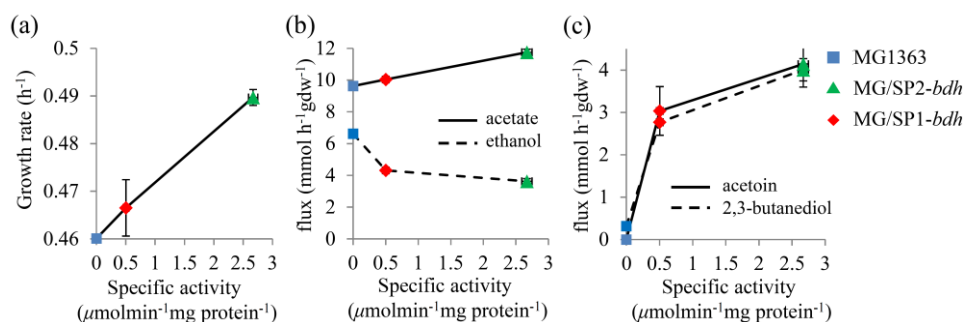 (a)
Growth rate (h⁻¹)
0.5
0.49
0.48
0.47
0.46
0 0.5 1 1.5 2 2.5 3
Specific activity
(μmolmin⁻¹mg protein⁻¹)
(b)
flux (mmol h⁻¹gdw⁻¹)
12
10
8
6
4
2
0
acetate
ethanol
0 0.5 1 1.5 2 2.5 3
Specific activity
(μmolmin⁻¹mg protein⁻¹)
(c)
flux (mmol h⁻¹gdw⁻¹)
4
3
2
1
0
acetoin
2,3-butanediol
0 0.5 1 1.5 2 2.5 3
Specific activity
(μmolmin⁻¹mg protein⁻¹)
MG1363
MG/SP2-bdh
MG/SP1-bdh